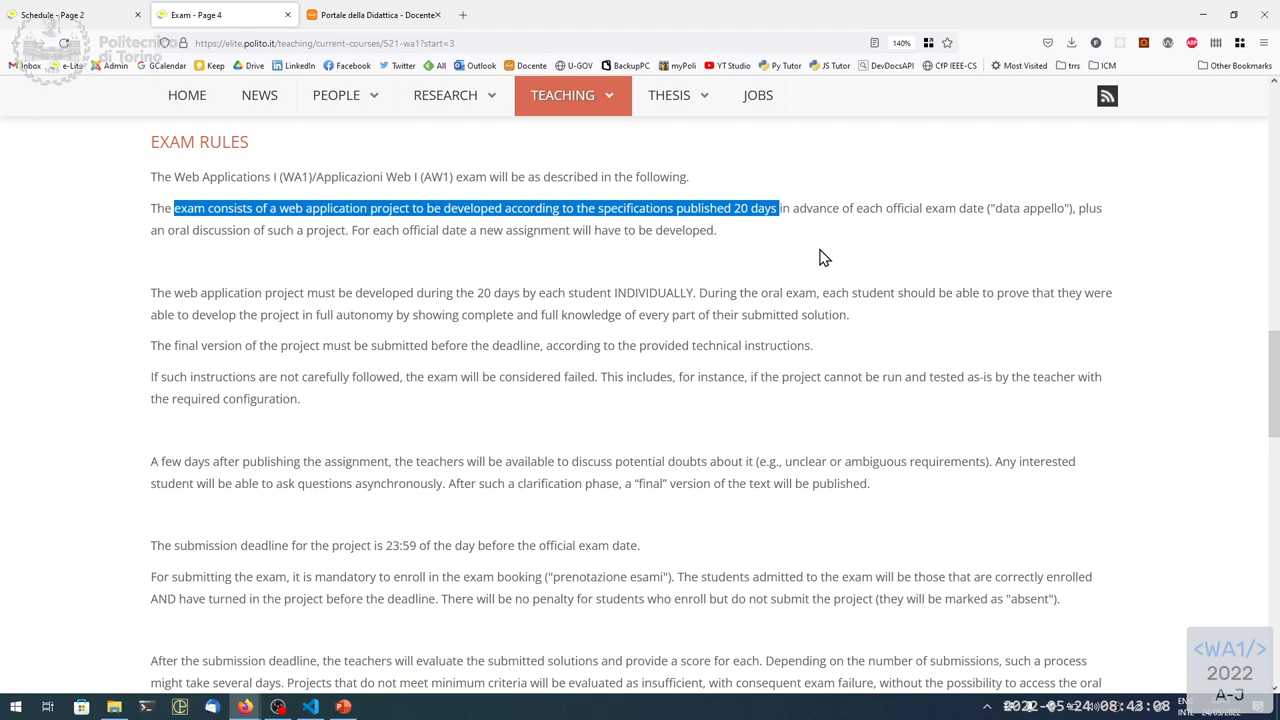 Schedule - Page 2
Exam - Page 4
Portale della Didattica - Docente
Politecnico
di Torino
https://elite.polito.it/teaching/current-courses/521-wa1?start=3
140%
Inbox
e-Lite
Admin
GCalendar
Keep
Drive
LinkedIn
Facebook
Twitter
All
Outlook
Docente
U-GOV
BackupPC
myPoli
YT Studio
Py Tutor
JS Tutor
DevDocsAPI
CfP IEEE-CS
Most Visited
trrs
ICM
Other Bookmarks
HOME NEWS PEOPLE RESEARCH TEACHING THESIS JOBS
EXAM RULES
The Web Applications I (WA1)/Applicazioni Web I (AW1) exam will be as described in the following.
The exam consists of a web application project to be developed according to the specifications published 20 days in advance of each official exam date ("data appello"), plus
an oral discussion of such a project. For each official date a new assignment will have to be developed.
The web application project must be developed during the 20 days by each student INDIVIDUALLY. During the oral exam, each student should be able to prove that they were
able to develop the project in full autonomy by showing complete and full knowledge of every part of their submitted solution.
The final version of the project must be submitted before the deadline, according to the provided technical instructions.
If such instructions are not carefully followed, the exam will be considered failed. This includes, for instance, if the project cannot be run and tested as-is by the teacher with
the required configuration.
A few days after publishing the assignment, the teachers will be available to discuss potential doubts about it (e.g., unclear or ambiguous requirements). Any interested
student will be able to ask questions asynchronously. After such a clarification phase, a “final” version of the text will be published.
The submission deadline for the project is 23:59 of the day before the official exam date.
For submitting the exam, it is mandatory to enroll in the exam booking ("prenotazione esami"). The students admitted to the exam will be those that are correctly enrolled
AND have turned in the project before the deadline. There will be no penalty for students who enroll but do not submit the project (they will be marked as "absent").
After the submission deadline, the teachers will evaluate the submitted solutions and provide a score for each. Depending on the number of submissions, such a process
might take several days. Projects that do not meet minimum criteria will be evaluated as insufficient, with consequent exam failure, without the possibility to access the oral
<WA1/>
2022
A-J
2022-05-24 08:43:08
ENG
INTL
24/05/2022